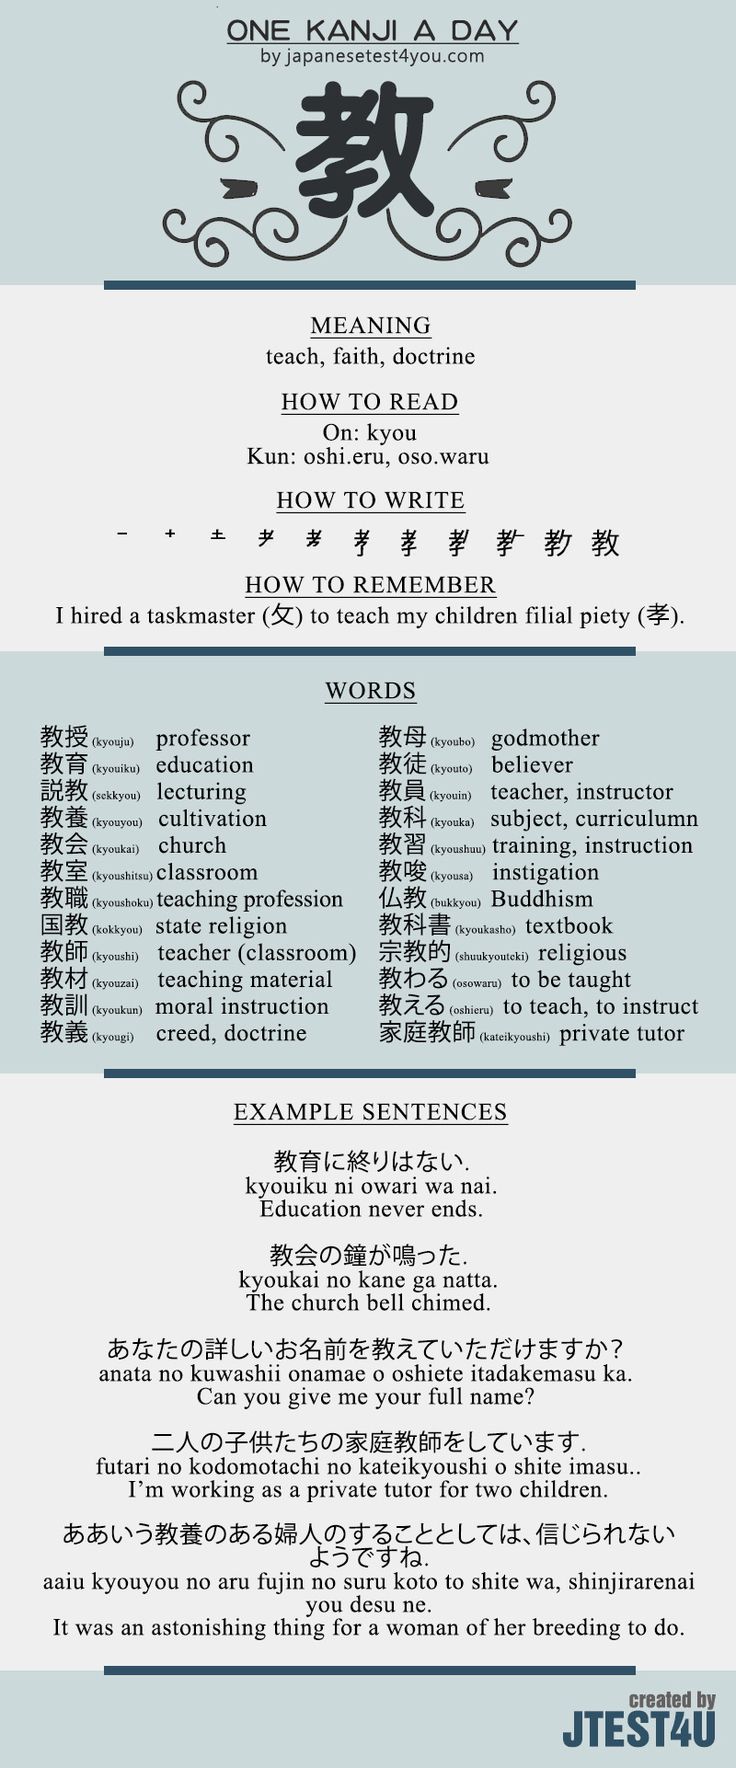 ONE KANJI A DAY
by japanesetest4you.com
教
MEANING
teach, faith, doctrine
HOW TO READ
On: kyou
Kun: oshi.eru, oso.waru
HOW TO WRITE
教
HOW TO REMEMBER
I hired a taskmaster (攵) to teach my children filial piety (孝).
WORDS
教授 (kyouju) professor
教育 (kyouiku) education
説教 (sekkyou) lecturing
教養 (kyouyou) cultivation
教会 (kyoukai) church
教室 (kyoushitsu) classroom
教職 (kyoushoku) teaching profession
国教 (kokkyou) state religion
教師 (kyoushi) teacher (classroom)
教材 (kyouzai) teaching material
教訓 (kyoukun) moral instruction
教義 (kyougi) creed, doctrine
教母 (kyoubo) godmother
教徒 (kyouto) believer
教員 (kyouin) teacher, instructor
教科 (kyouka) subject, curriculumn
教習 (kyoushuu) training, instruction
教唆 (kyousa) instigation
仏教 (bukkyou) Buddhism
教科書 (kyoukasho) textbook
宗教的 (shuukyouteki) religious
教わる (osowaru) to be taught
教える (oshieru) to teach, to instruct
家庭教師 (kateikyoushi) private tutor
EXAMPLE SENTENCES
教育に終りはない.
kyouiku ni owari wa nai.
Education never ends.
教会の鐘が鳴った.
kyoukai no kane ga natta.
The church bell chimed.
あなたの詳しいお名前を教えていただけますか?
anata no kuwashii onamae o oshiete itadakemasu ka.
Can you give me your full name?
二人の子供たちの家庭教師をしています.
futari no kodomotachi no kateikyoushi o shite imasu..
I'm working as a private tutor for two children.
ああいう教養のある婦人のすることとしては、信じられない
ようですね.
aaiu kyouyou no aru fujin no suru koto to shite wa, shinjirarenai
you desu ne.
It was an astonishing thing for a woman of her breeding to do.
created by
JTEST4U